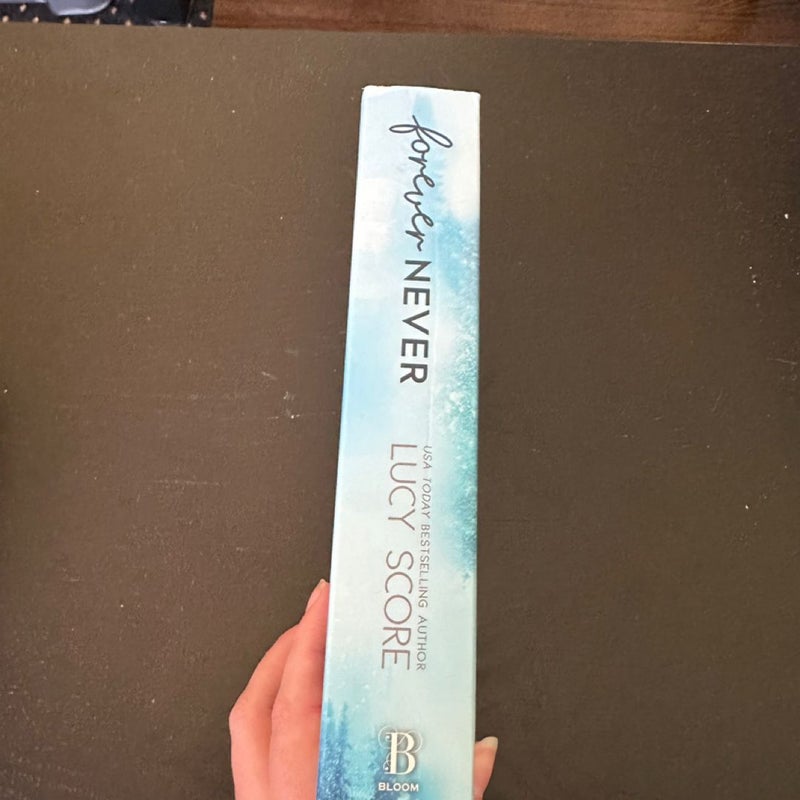 forever NEVER
USA TODAY BESTSELLING AUTHOR
LUCY SCORE
B
BLOOM